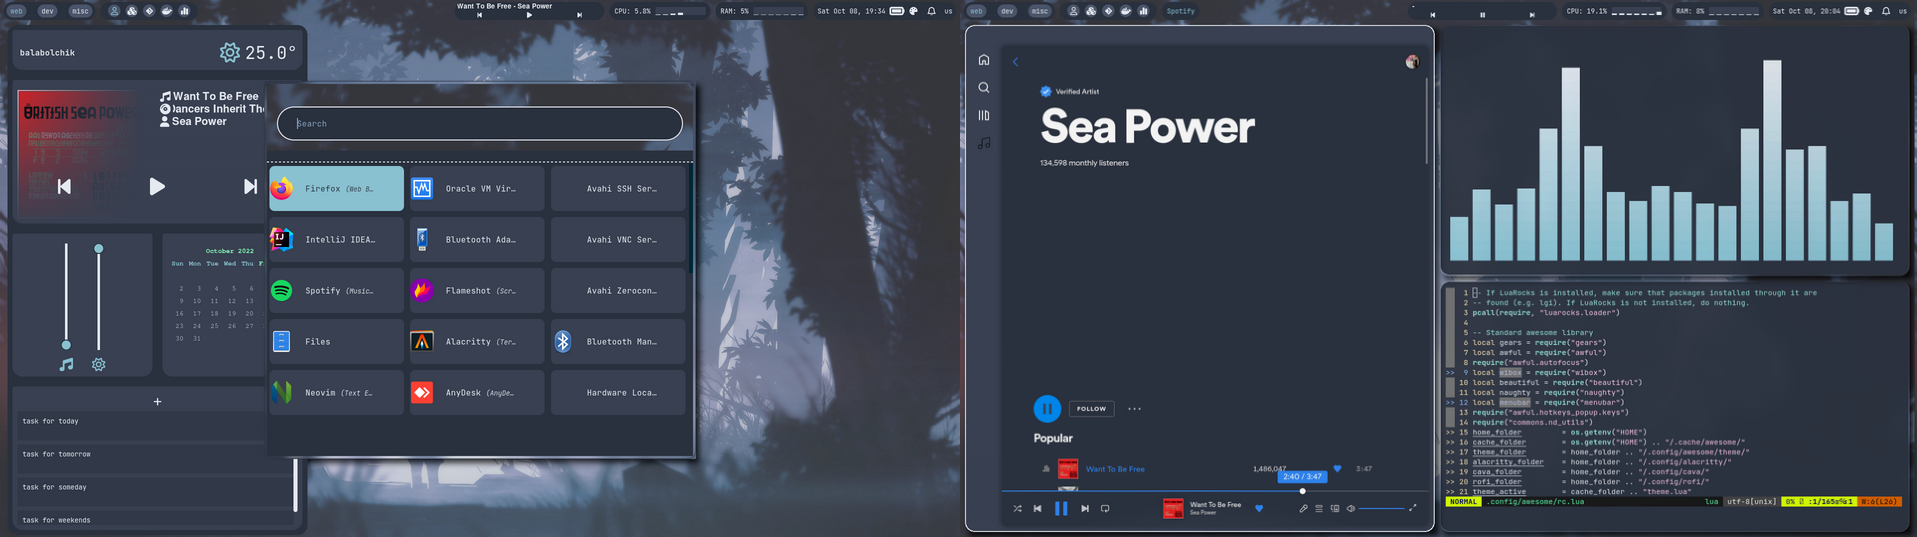 web dev misc
Want To Be Free - Sea Power
CPU: 5.8%
RAM: 5%
Sat Oct 08, 19:34
us
balabolchik
25.0°
BRITISH SEA POWER
Want To Be Free
Dancers Inherit The
Sea Power
October 2022
Sun Mon Tue Wed Thu F
2 3 4 5 6
9 10 11 12 13
16 17 18 19 20
23 24 25 26 27
30 31
+
task for today
task for tomorrow
task for someday
task for weekends
Search
Firefox (Web B…
Oracle VM Vir…
Avahi SSH Ser…
IntelliJ IDEA…
Bluetooth Ada…
Avahi VNC Ser…
Spotify (Music…
Flameshot (Scr…
Avahi Zerocon…
Files
Alacritty (Ter…
Bluetooth Man…
Neovim (Text E…
AnyDesk (AnyDe…
Hardware Loca…
web dev misc
Spotify
CPU: 19.1%
RAM: 8%
Sat Oct 08, 20:04
us
Verified Artist
Sea Power
134,598 monthly listeners
FOLLOW
Popular
Want To Be Free
1,486,047
3:47
2:40 / 3:47
Want To Be Free
Sea Power
1 -- If LuaRocks is installed, make sure that packages installed through it are
2 -- found (e.g. lgi). If LuaRocks is not installed, do nothing.
3 pcall(require, "luarocks.loader")
4
5 -- Standard awesome library
6 local gears = require("gears")
7 local awful = require("awful")
8 require("awful.autofocus")
>> 9 local wibox = require("wibox")
10 local beautiful = require("beautiful")
11 local naughty = require("naughty")
>> 12 local menubar = require("menubar")
13 require("awful.hotkeys_popup.keys")
14 require("commons.nd_utils")
>> 15 home_folder = os.getenv("HOME")
>> 16 cache_folder = os.getenv("HOME") .. "/.cache/awesome/"
>> 17 theme_folder = home_folder .. "/.config/awesome/theme/"
>> 18 alacritty_folder = home_folder .. "/.config/alacritty/"
>> 19 cava_folder = home_folder .. "/.config/cava/"
>> 20 rofi_folder = home_folder .. "/.config/rofi/"
>> 21 theme_active = cache_folder .. "theme.lua"
NORMAL .config/awesome/rc.lua lua utf-8[unix] 0% :1/165 :1 W:6(L26)